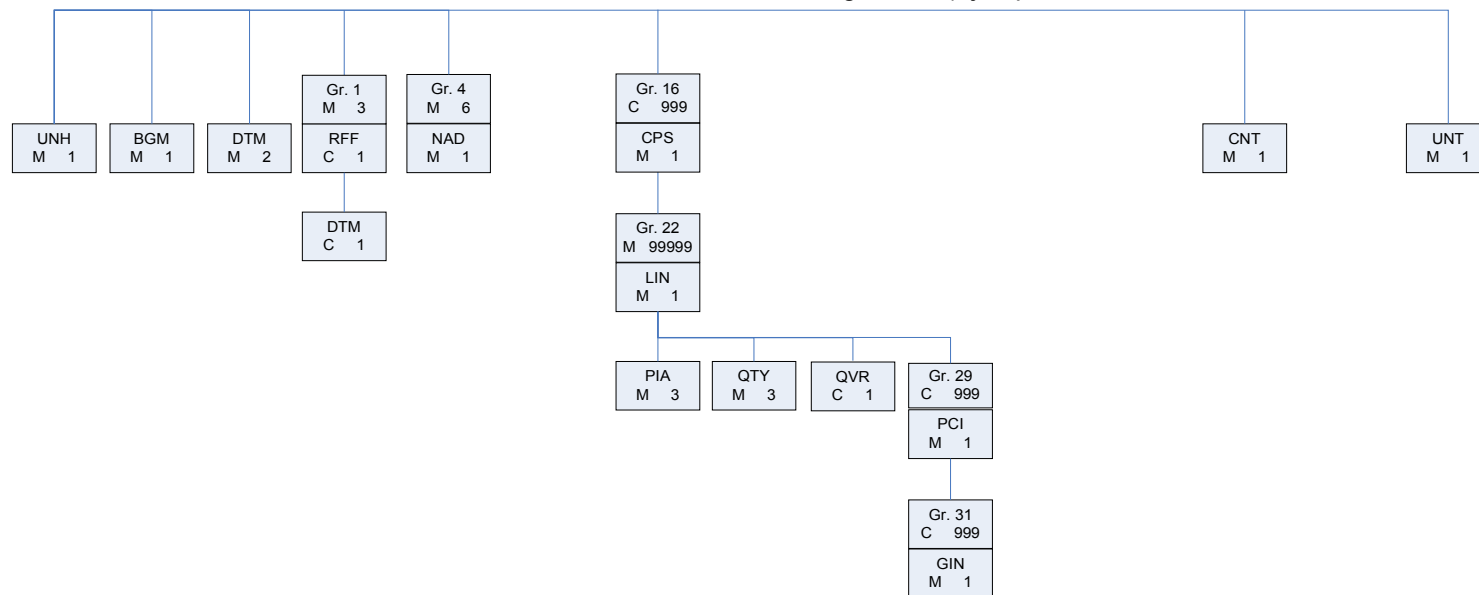 Gr. 1
M 3
Gr. 4
M 6
Gr. 16
C 999
UNH
M 1
BGM
M 1
DTM
M 2
RFF
C 1
NAD
M 1
CPS
M 1
CNT
M 1
UNT
M 1
DTM
C 1
Gr. 22
M 99999
LIN
M 1
PIA
M 3
QTY
M 3
QVR
C 1
Gr. 29
C 999
PCI
M 1
Gr. 31
C 999
GIN
M 1